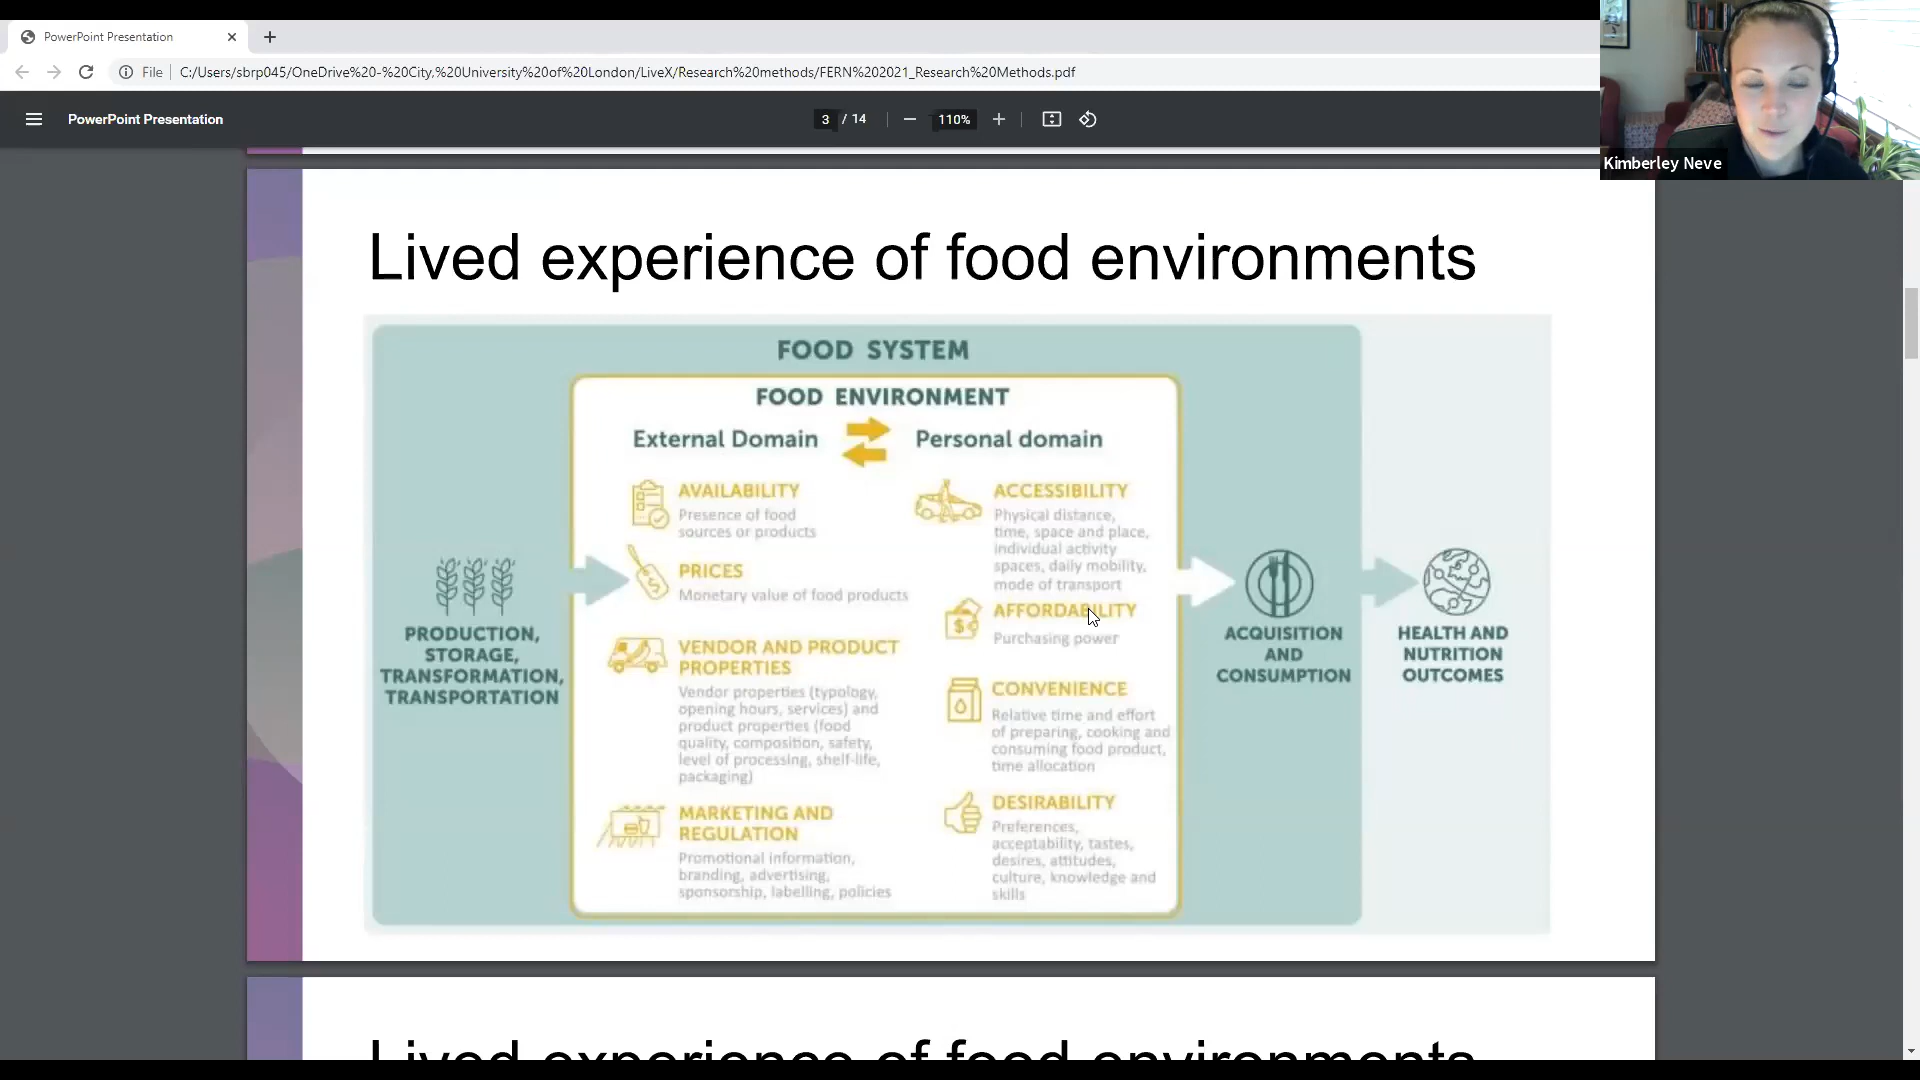 PowerPoint Presentation
File
C:/Users/sbrp045/OneDrive%20-%20City,%20University%20of%20London/LiveX/Research%20methods/FERN%202021_Research%20Methods.pdf
PowerPoint Presentation
3 / 14
110%
Kimberley Neve
Lived experience of food environments
FOOD SYSTEM
FOOD ENVIRONMENT
External Domain
Personal domain
PRODUCTION,
STORAGE,
TRANSFORMATION,
TRANSPORTATION
AVAILABILITY
Presence of food
sources or products
PRICES
Monetary value of food products
VENDOR AND PRODUCT
PROPERTIES
Vendor properties (typology,
opening hours, services) and
product properties (food
quality, composition, safety,
level of processing, shelf-life,
packaging)
MARKETING AND
REGULATION
Promotional information,
branding, advertising,
sponsorship, labelling, policies
ACCESSIBILITY
Physical distance,
time, space and place,
individual activity
spaces, daily mobility,
mode of transport
AFFORDABILITY
Purchasing power
CONVENIENCE
Relative time and effort
of preparing, cooking and
consuming food product,
time allocation
DESIRABILITY
Preferences,
acceptability, tastes,
desires, attitudes,
culture, knowledge and
skills
ACQUISITION
AND
CONSUMPTION
HEALTH AND
NUTRITION
OUTCOMES
Lived experience of food environments